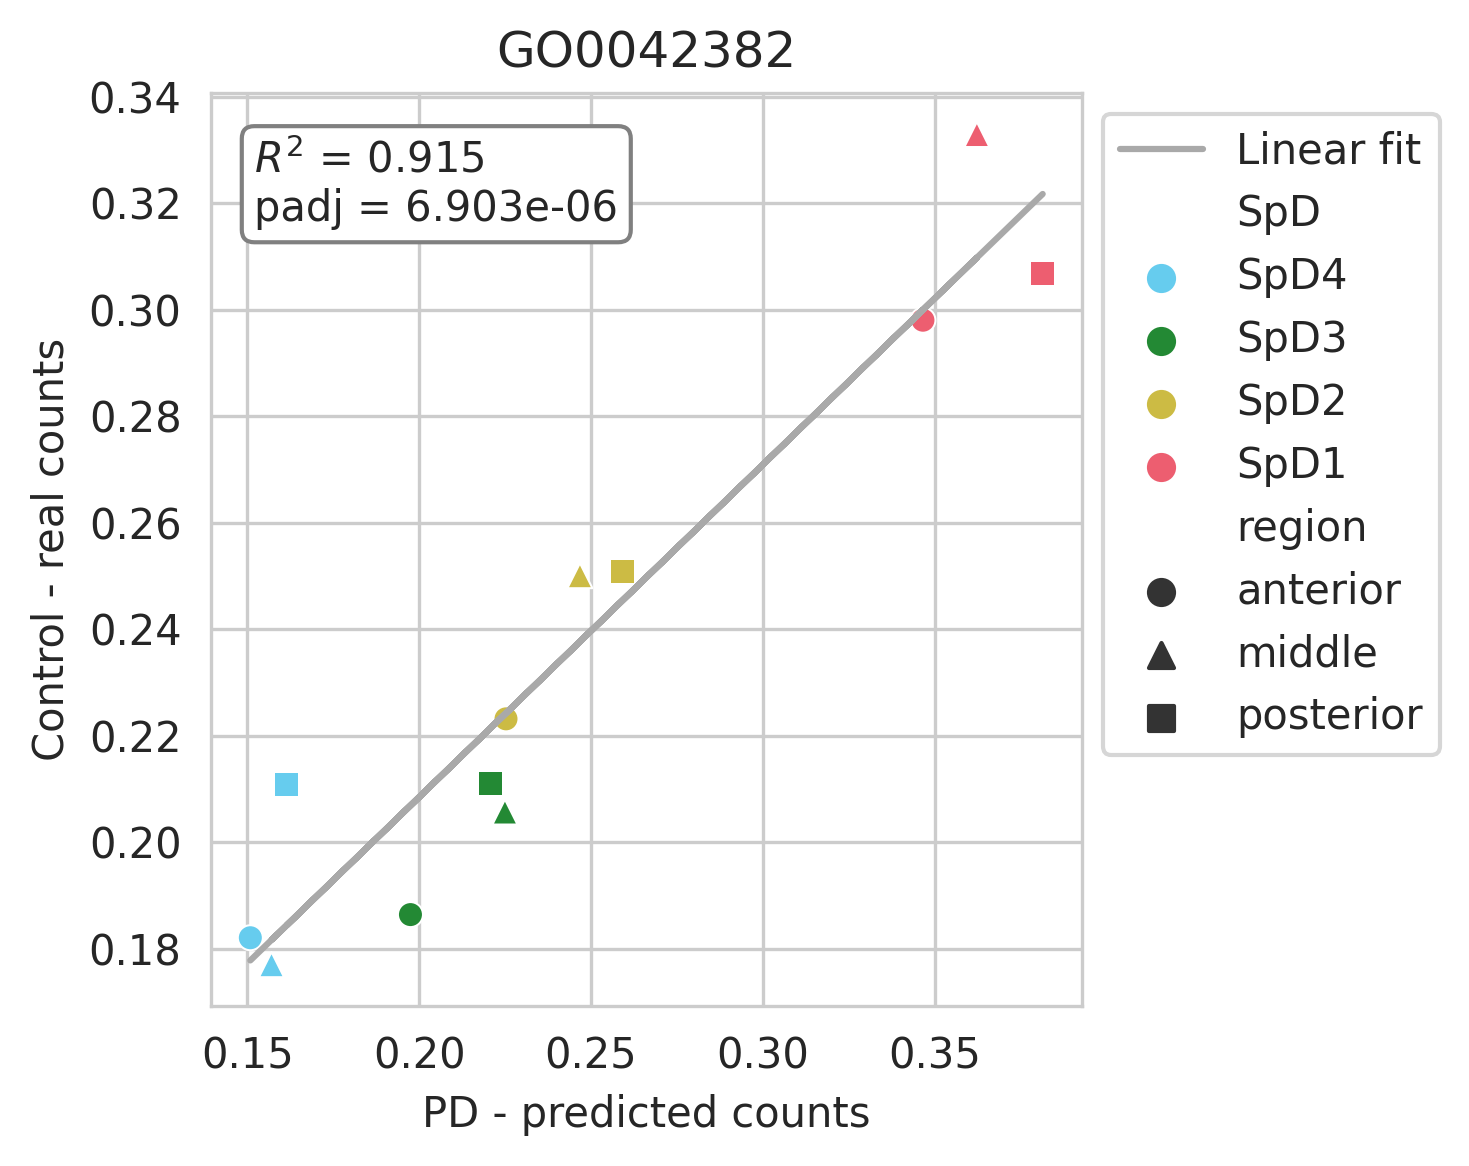 GO0042382
R² = 0.915
padj = 6.903e-06
0.34
0.32
0.30
0.28
0.26
0.24
0.22
0.20
0.18
Control - real counts
0.15 0.20 0.25 0.30 0.35
PD - predicted counts
Linear fit
SpD
SpD4
SpD3
SpD2
SpD1
region
anterior
middle
posterior